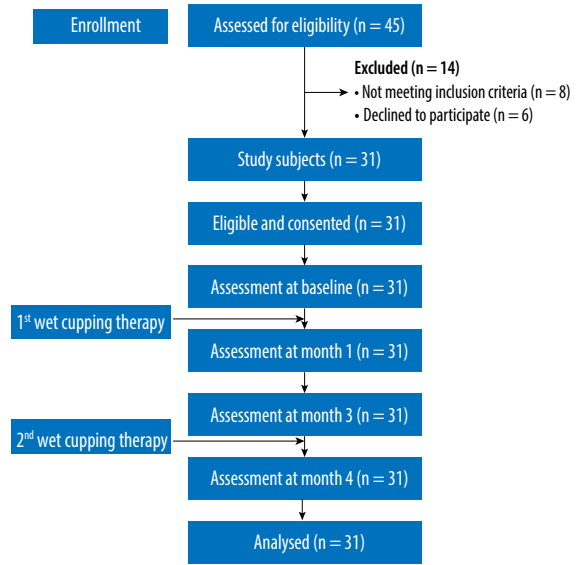 Enrollment
Assessed for eligibility (n = 45)
Excluded (n = 14)
• Not meeting inclusion criteria (n = 8)
• Declined to participate (n = 6)
Study subjects (n = 31)
Eligible and consented (n = 31)
Assessment at baseline (n = 31)
1st wet cupping therapy
Assessment at month 1 (n = 31)
Assessment at month 3 (n = 31)
2nd wet cupping therapy
Assessment at month 4 (n = 31)
Analysed (n = 31)